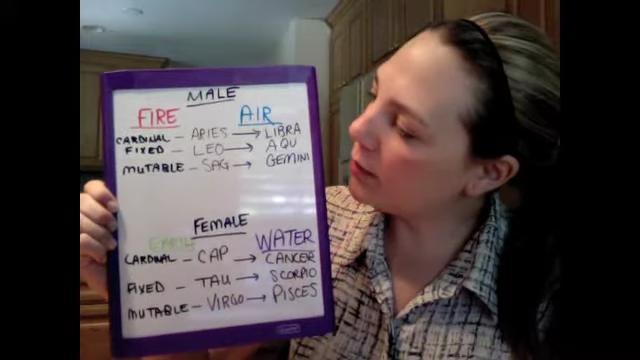 MALE
FIRE AIR
CARDINAL - ARIES → LIBRA
FIXED - LEO → AQU
MUTABLE - SAG → GEMINI
FEMALE
EARTH WATER
CARDINAL - CAP → CANCER
FIXED - TAU → SCORPIO
MUTABLE - VIRGO → PISCES